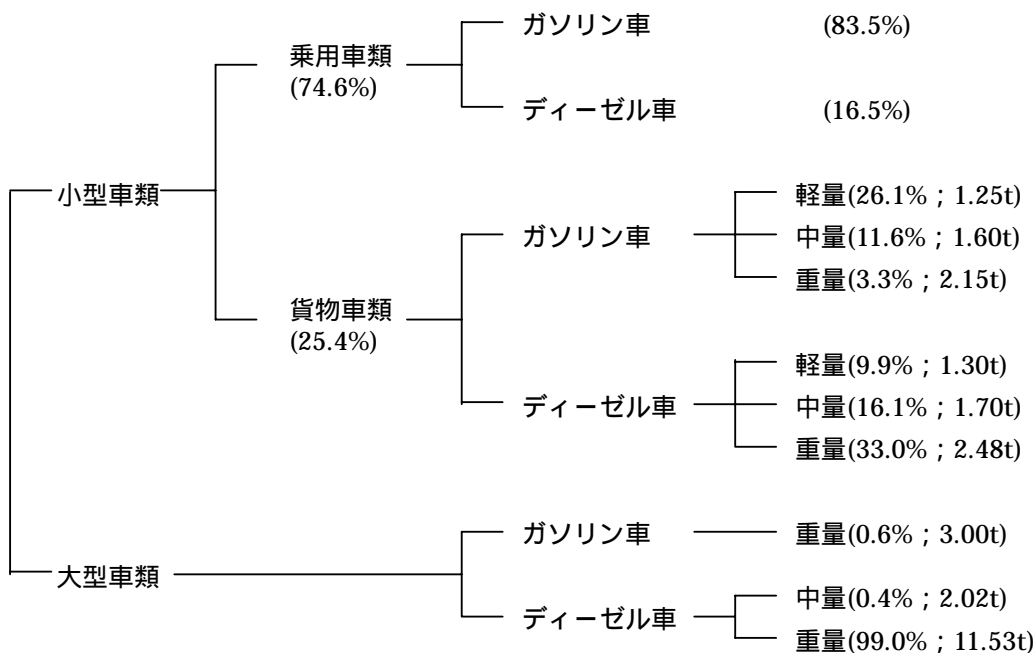 ガソリン車 (83.5%)
乗用車類
(74.6%)
ディーゼル車 (16.5%)
小型車類
軽量(26.1%；1.25t)
ガソリン車 中量(11.6%；1.60t)
重量(3.3%；2.15t)
貨物車類
(25.4%)
軽量(9.9%；1.30t)
ディーゼル車 中量(16.1%；1.70t)
重量(33.0%；2.48t)
ガソリン車 重量(0.6%；3.00t)
大型車類
中量(0.4%；2.02t)
ディーゼル車
重量(99.0%；11.53t)